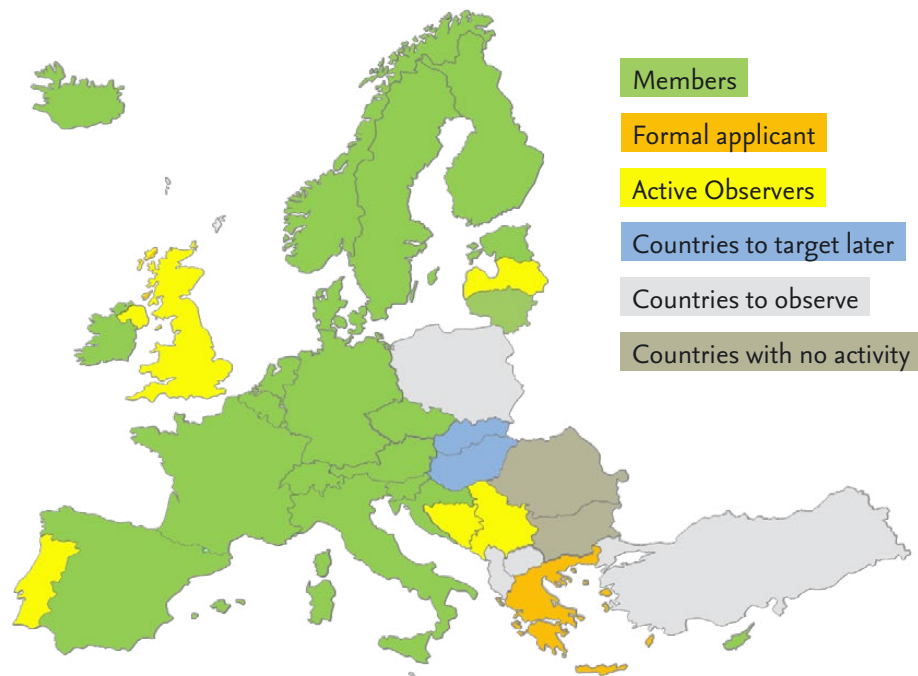 Members
Formal applicant
Active Observers
Countries to target later
Countries to observe
Countries with no activity